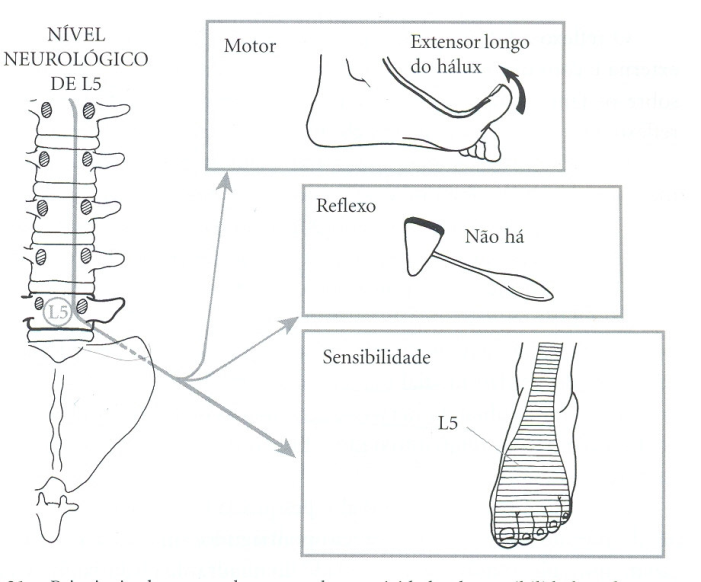 NÍVEL
NEUROLÓGICO
DE L5
Motor
Extensor longo
do hálux
Reflexo
Não há
L5
Sensibilidade
L5